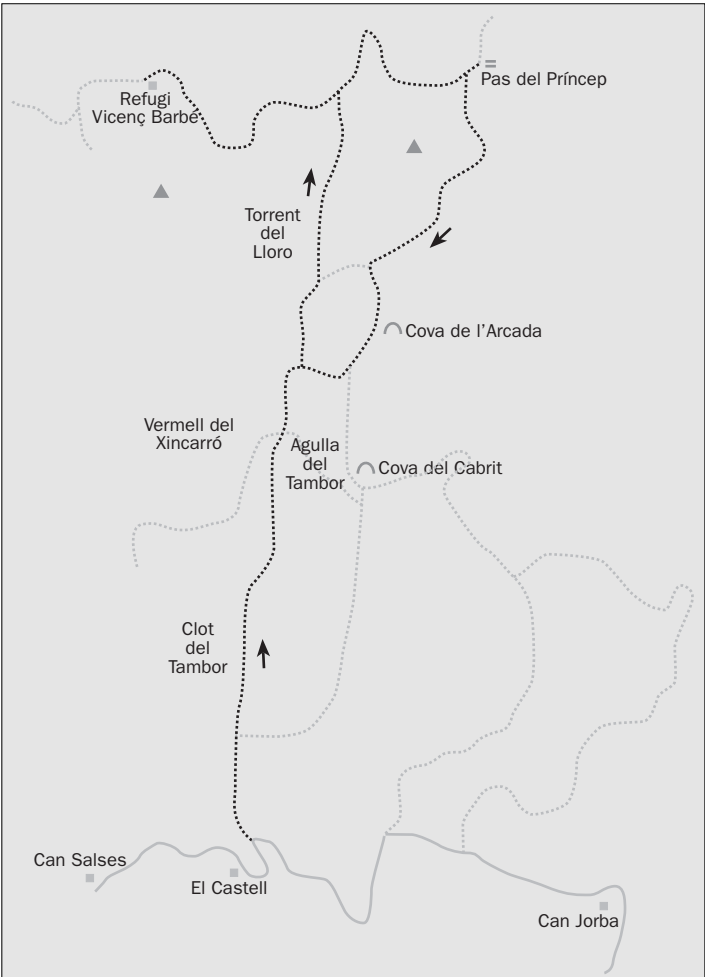 Pas del Príncep
Refugi
Vicenç Barbé
Torrent
del
Lloro
Cova de l’Arcada
Vermell del
Xincarró
Agulla
del
Tambor
Cova del Cabrit
Clot
del
Tambor
Can Salses
El Castell
Can Jorba